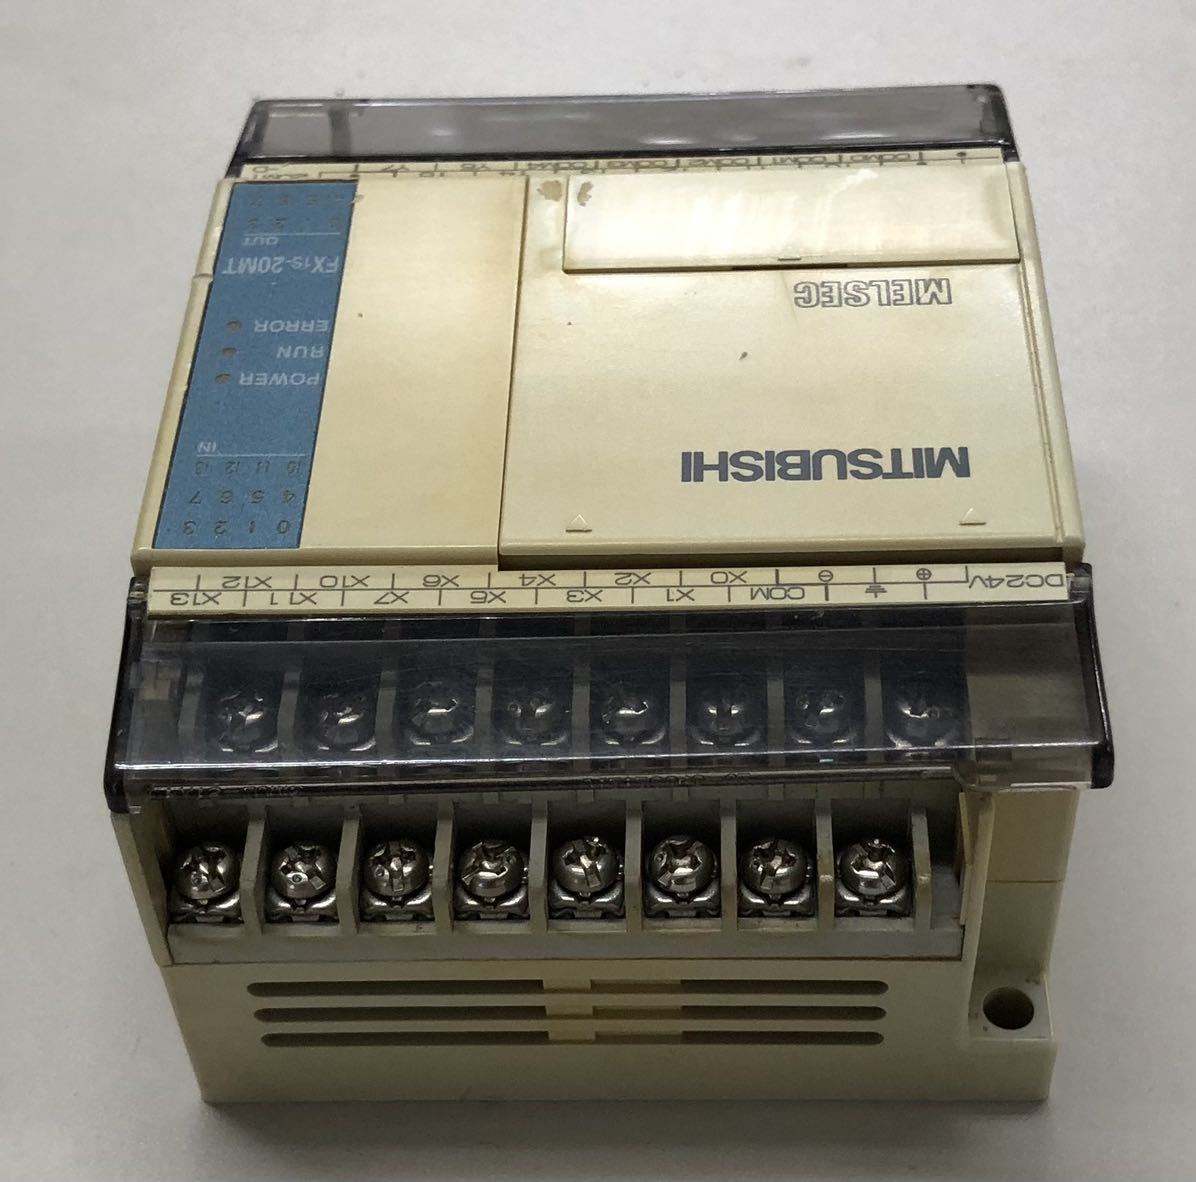 DC24V ⏚ COM X1 X3 X5 X7 X11 X13
⊕ ⊖ X0 X2 X4 X6 X10 X12
MITSUBISHI
MELSEC
0 1 2 3
4 5 6 7
10 11 12 13
IN
POWER
RUN
ERROR
FX1S-20MT
OUT